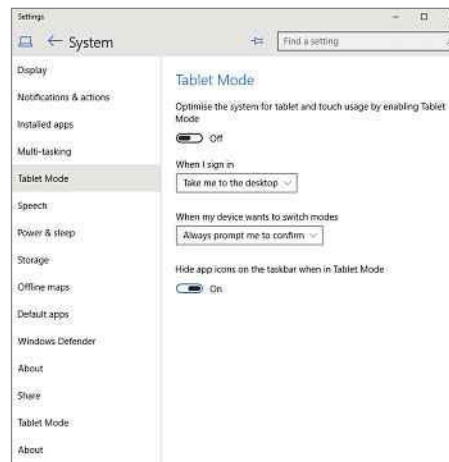 Settings
System
Find a setting
Display
Notifications & actions
Installed apps
Multi-tasking
Tablet Mode
Speech
Power & sleep
Storage
Offline maps
Default apps
Windows Defender
About
Share
Tablet Mode
About
Tablet Mode
Optimise the system for tablet and touch usage by enabling Tablet
Mode
Off
When I sign in
Take me to the desktop
When my device wants to switch modes
Always prompt me to confirm
Hide app icons on the taskbar when in Tablet Mode
On